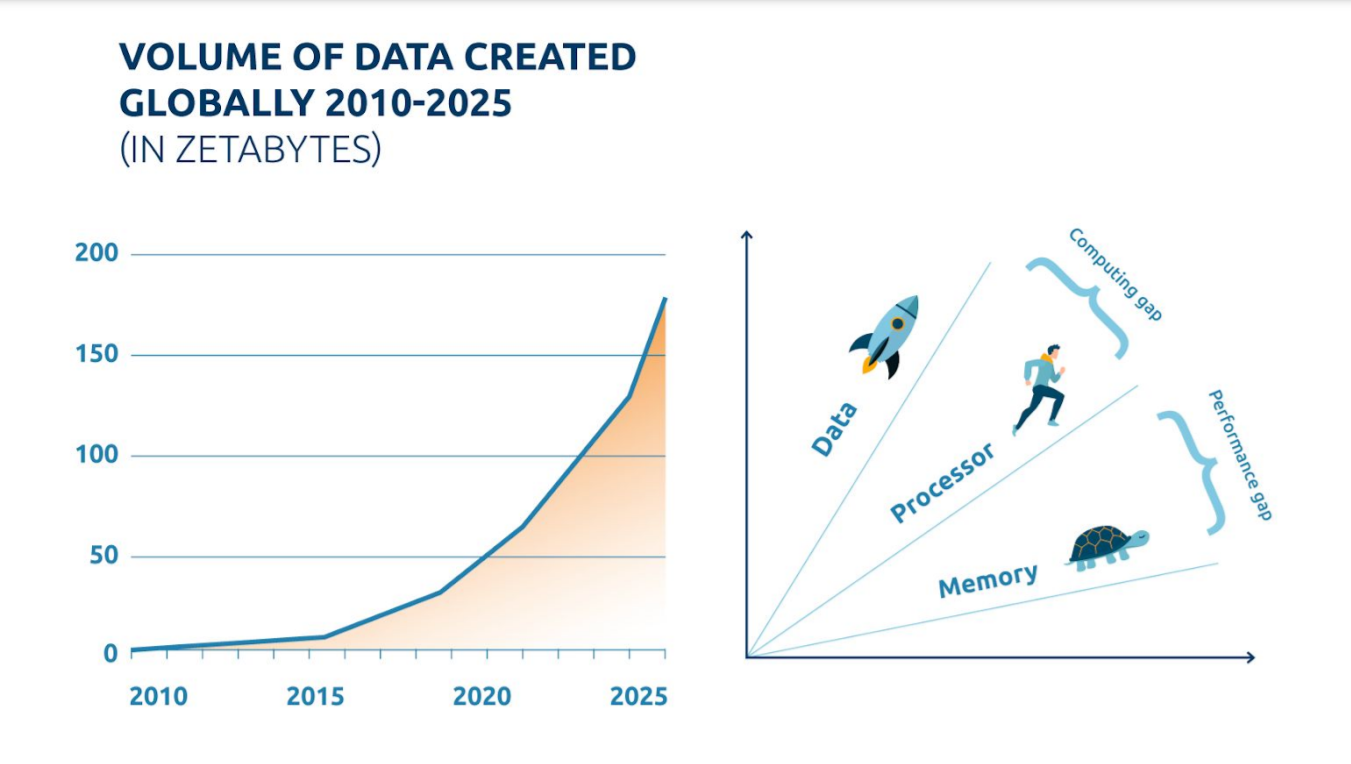 VOLUME OF DATA CREATED
GLOBALLY 2010-2025
(IN ZETABYTES)
200
150
100
50
0
2010
2015
2020
2025
Computing gap
Performance gap
Data
Processor
Memory